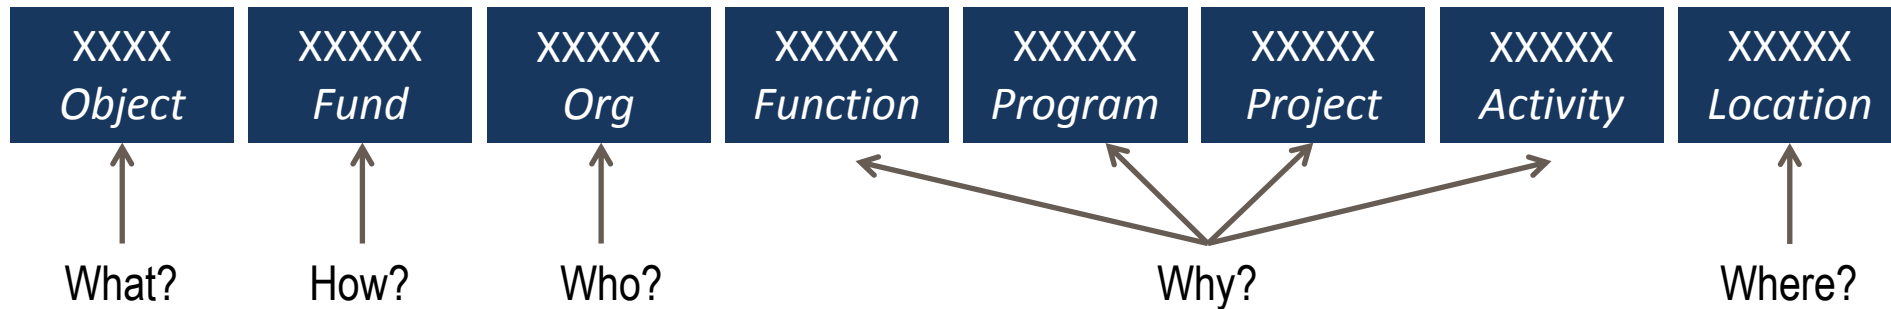 XXXX XXXXX XXXXX XXXXX XXXXX XXXXX XXXXX XXXXX
Object Fund Org Function Program Project Activity Location
What? How? Who? Why? Where?